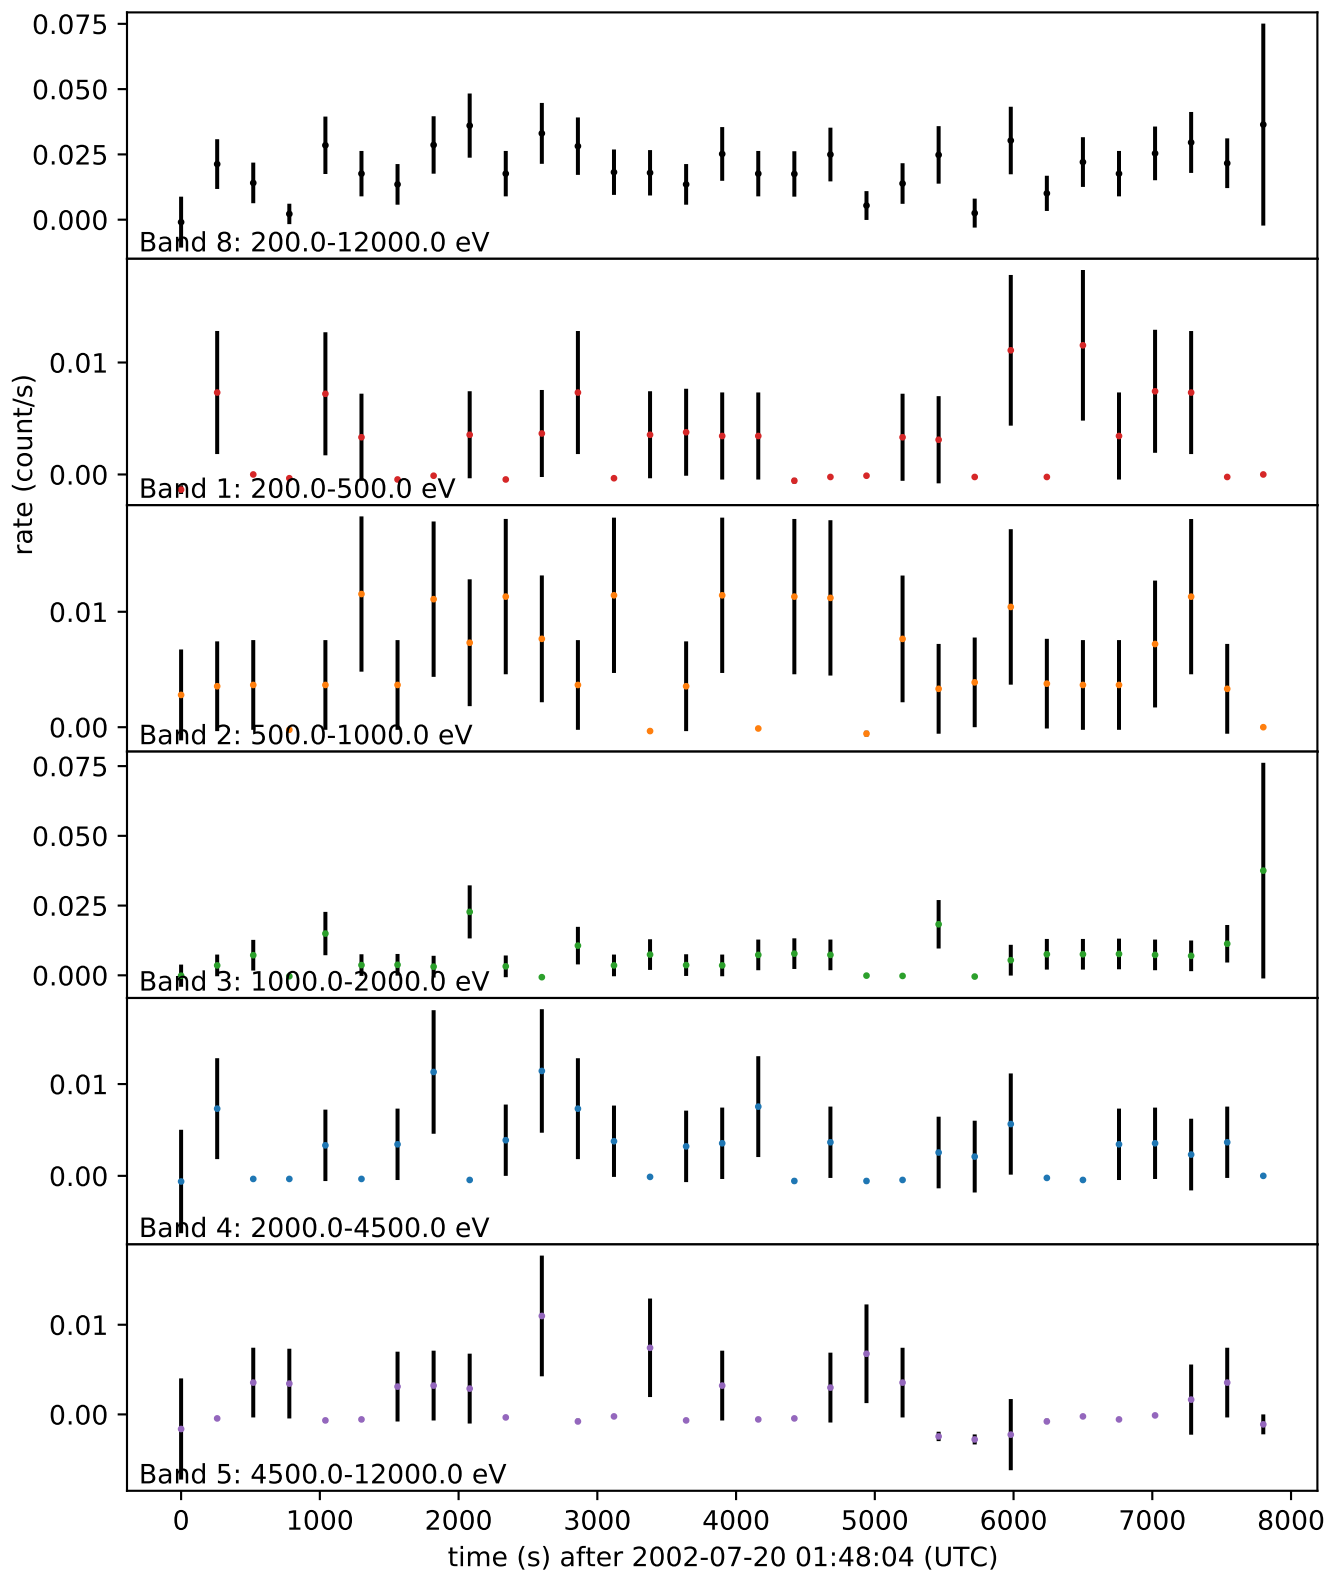 0.075
0.050
0.025
0.000
Band 8: 200.0-12000.0 eV
0.01
0.00
Band 1: 200.0-500.0 eV
rate (count/s)
0.01
0.00
Band 2: 500.0-1000.0 eV
0.075
0.050
0.025
0.000
Band 3: 1000.0-2000.0 eV
0.01
0.00
Band 4: 2000.0-4500.0 eV
0.01
0.00
Band 5: 4500.0-12000.0 eV
0 1000 2000 3000 4000 5000 6000 7000 8000
time (s) after 2002-07-20 01:48:04 (UTC)